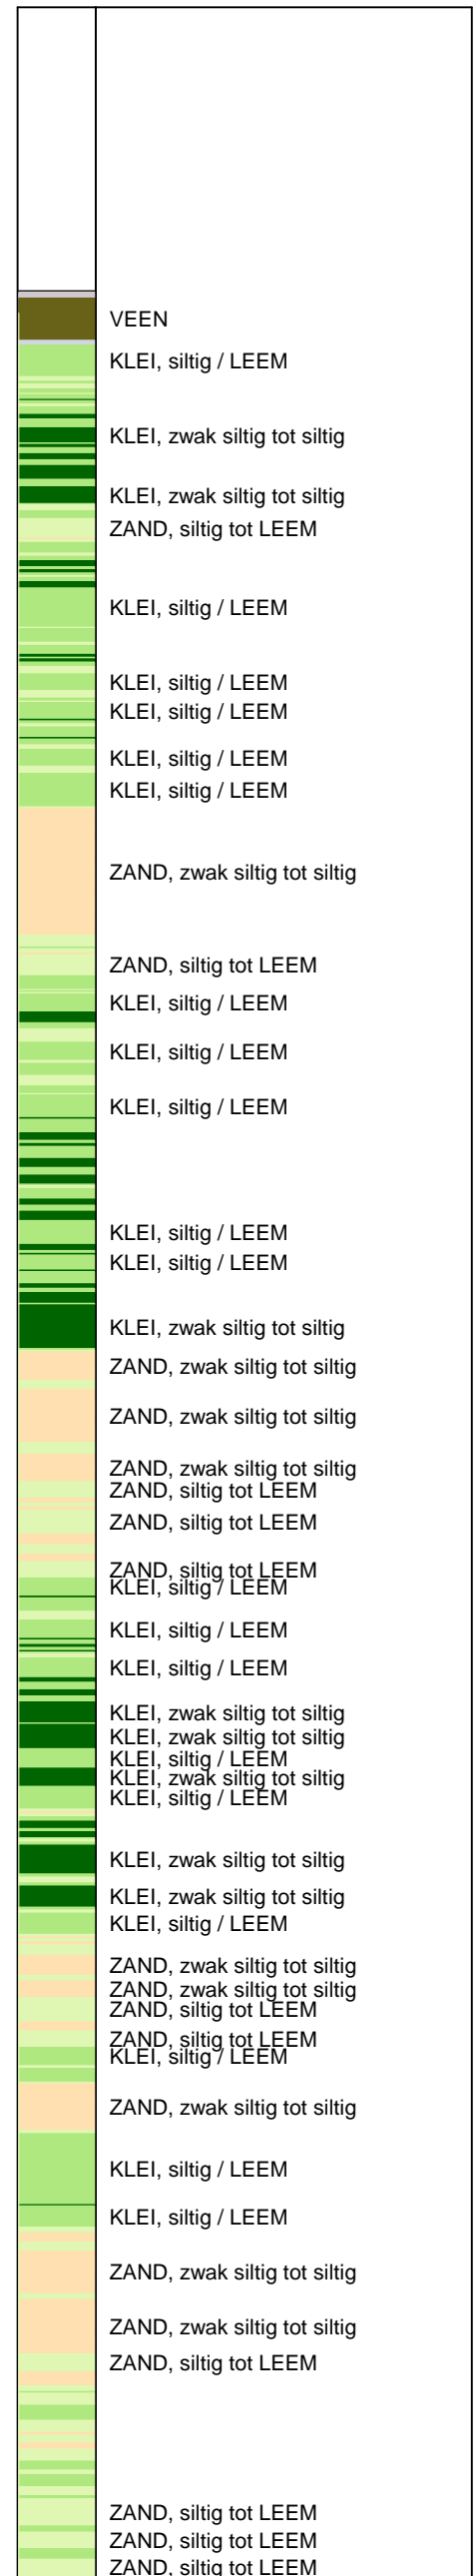 VEEN
KLEI, siltig / LEEM
KLEI, zwak siltig tot siltig
KLEI, zwak siltig tot siltig
ZAND, siltig tot LEEM
KLEI, siltig / LEEM
KLEI, siltig / LEEM
KLEI, siltig / LEEM
KLEI, siltig / LEEM
KLEI, siltig / LEEM
ZAND, zwak siltig tot siltig
ZAND, siltig tot LEEM
KLEI, siltig / LEEM
KLEI, siltig / LEEM
KLEI, siltig / LEEM
KLEI, siltig / LEEM
KLEI, siltig / LEEM
KLEI, zwak siltig tot siltig
ZAND, zwak siltig tot siltig
ZAND, zwak siltig tot siltig
ZAND, zwak siltig tot siltig
ZAND, siltig tot LEEM
ZAND, siltig tot LEEM
ZAND, siltig tot LEEM
KLEI, siltig / LEEM
KLEI, siltig / LEEM
KLEI, siltig / LEEM
KLEI, zwak siltig tot siltig
KLEI, zwak siltig tot siltig
KLEI, siltig / LEEM
KLEI, zwak siltig tot siltig
KLEI, siltig / LEEM
KLEI, zwak siltig tot siltig
KLEI, zwak siltig tot siltig
KLEI, siltig / LEEM
ZAND, zwak siltig tot siltig
ZAND, zwak siltig tot siltig
ZAND, siltig tot LEEM
ZAND, siltig tot LEEM
KLEI, siltig / LEEM
ZAND, zwak siltig tot siltig
KLEI, siltig / LEEM
KLEI, siltig / LEEM
ZAND, zwak siltig tot siltig
ZAND, zwak siltig tot siltig
ZAND, siltig tot LEEM
ZAND, siltig tot LEEM
ZAND, siltig tot LEEM
ZAND, siltig tot LEEM